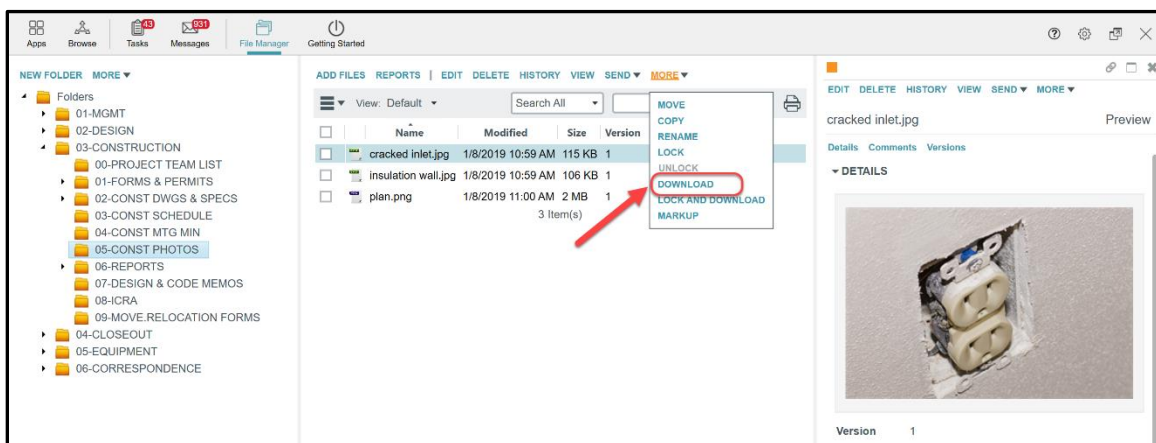 43
931
Apps Browse Tasks Messages File Manager Getting Started
NEW FOLDER MORE
Folders
01-MGMT
02-DESIGN
03-CONSTRUCTION
00-PROJECT TEAM LIST
01-FORMS & PERMITS
02-CONST DWGS & SPECS
03-CONST SCHEDULE
04-CONST MTG MIN
05-CONST PHOTOS
06-REPORTS
07-DESIGN & CODE MEMOS
08-ICRA
09-MOVE.RELOCATION FORMS
04-CLOSEOUT
05-EQUIPMENT
06-CORRESPONDENCE
ADD FILES REPORTS | EDIT DELETE HISTORY VIEW SEND MORE
View: Default Search All
Name Modified Size Version
cracked inlet.jpg 1/8/2019 10:59 AM 115 KB 1
insulation wall.jpg 1/8/2019 10:59 AM 106 KB 1
plan.png 1/8/2019 11:00 AM 2 MB 1
3 Item(s)
MOVE
COPY
RENAME
LOCK
UNLOCK
DOWNLOAD
LOCK AND DOWNLOAD
MARKUP
EDIT DELETE HISTORY VIEW SEND MORE
cracked inlet.jpg Preview
Details Comments Versions
DETAILS
Version 1